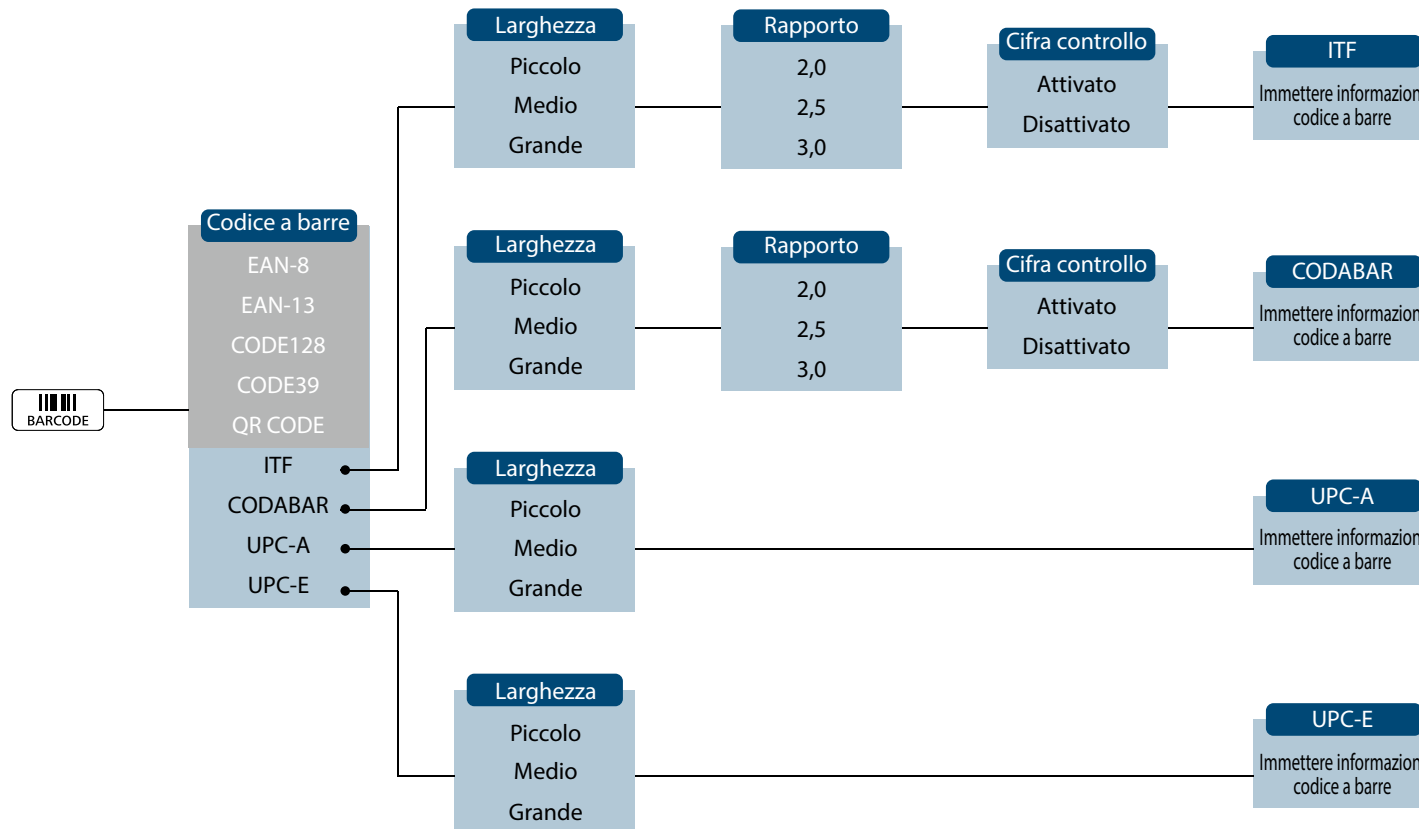 BARCODE
Codice a barre
EAN-8
EAN-13
CODE128
CODE39
QR CODE
ITF
CODABAR
UPC-A
UPC-E
Larghezza
Piccolo
Medio
Grande
Rapporto
2,0
2,5
3,0
Cifra controllo
Attivato
Disattivato
ITF
Immettere informazion
codice a barre
Larghezza
Piccolo
Medio
Grande
Rapporto
2,0
2,5
3,0
Cifra controllo
Attivato
Disattivato
CODABAR
Immettere informazion
codice a barre
Larghezza
Piccolo
Medio
Grande
UPC-A
Immettere informazion
codice a barre
Larghezza
Piccolo
Medio
Grande
UPC-E
Immettere informazion
codice a barre